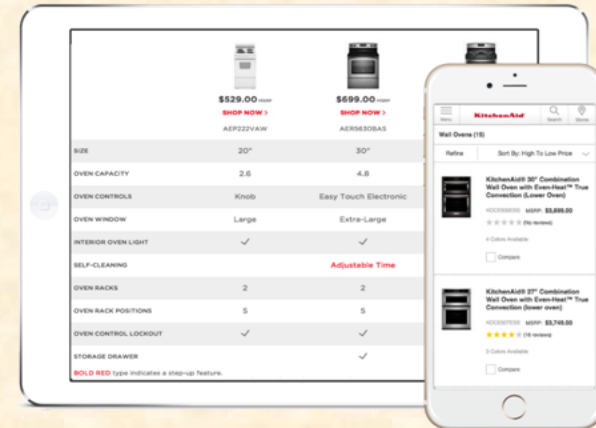 $529.00 MSRP
$699.00 MSRP
SHOP NOW >
SHOP NOW >
AEP222VAW
AER5630BAS
SIZE 20" 30"
OVEN CAPACITY 2.6 4.8
OVEN CONTROLS Knob Easy Touch Electronic
OVEN WINDOW Large Extra-Large
INTERIOR OVEN LIGHT ✓ ✓
SELF-CLEANING Adjustable Time
OVEN RACKS 2 2
OVEN RACK POSITIONS 5 5
OVEN CONTROL LOCKOUT ✓ ✓
STORAGE DRAWER ✓
BOLD RED type indicates a step-up feature.
Menu KitchenAid Search Stores
Wall Ovens (15)
Refine Sort By: High To Low Price
KitchenAid® 30" Combination
Wall Oven with Even-Heat™ True
Convection (Lower Oven)
MSRP: $3,899.00
(No reviews)
4 Colors Available
Compare
KitchenAid® 27" Combination
Wall Oven with Even-Heat™ True
Convection (lower oven)
MSRP: $3,749.00
(16 reviews)
Colors Available
Compare